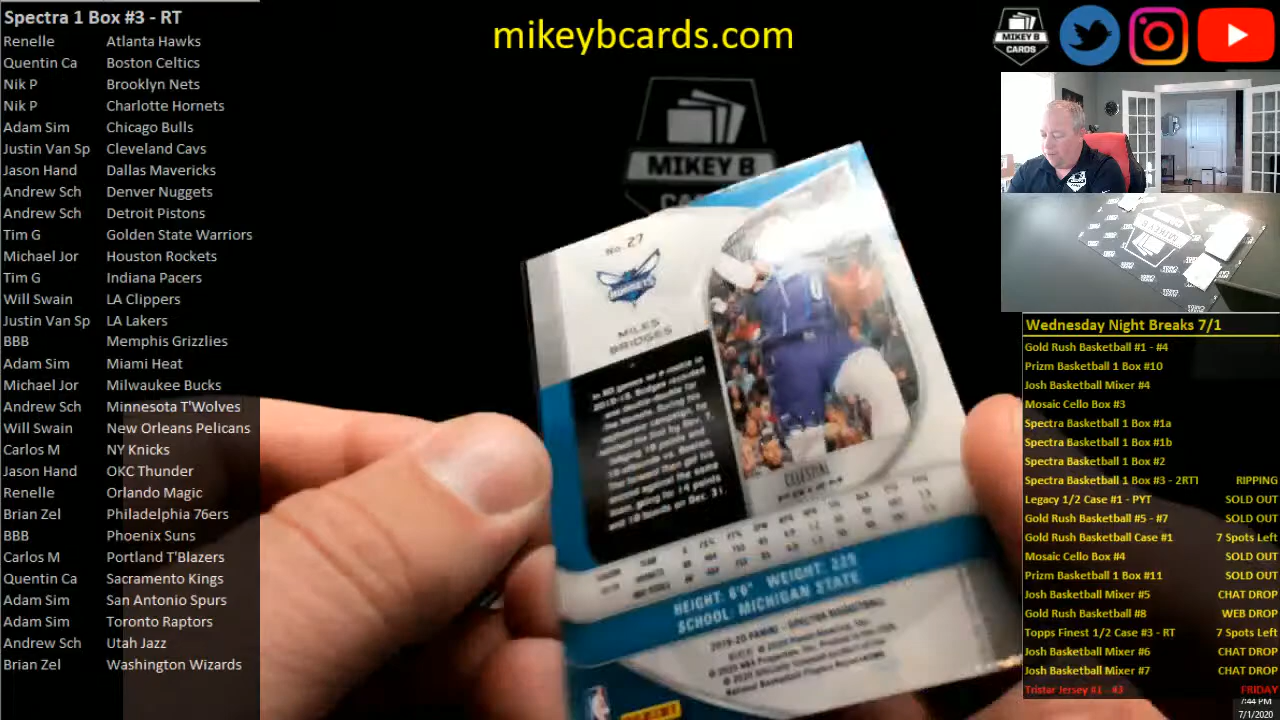 Spectra 1 Box #3 - RT
Renelle Atlanta Hawks
Quentin Ca Boston Celtics
Nik P Brooklyn Nets
Nik P Charlotte Hornets
Adam Sim Chicago Bulls
Justin Van Sp Cleveland Cavs
Jason Hand Dallas Mavericks
Andrew Sch Denver Nuggets
Andrew Sch Detroit Pistons
Tim G Golden State Warriors
Michael Jor Houston Rockets
Tim G Indiana Pacers
Will Swain LA Clippers
Justin Van Sp LA Lakers
BBB Memphis Grizzlies
Adam Sim Miami Heat
Michael Jor Milwaukee Bucks
Andrew Sch Minnesota T'Wolves
Will Swain New Orleans Pelicans
Carlos M NY Knicks
Jason Hand OKC Thunder
Renelle Orlando Magic
Brian Zel Philadelphia 76ers
BBB Phoenix Suns
Carlos M Portland T'Blazers
Quentin Ca Sacramento Kings
Adam Sim San Antonio Spurs
Adam Sim Toronto Raptors
Andrew Sch Utah Jazz
Brian Zel Washington Wizards
mikeybcards.com
MIKEY B
No. 27
HORNETS
MILES
BRIDGES
CELESTIAL
HEIGHT: 6'6" WEIGHT: 225
SCHOOL: MICHIGAN STATE
2019-20 PANINI - SPECTRA BASKETBALL
PANINI
MIKEY B
CARDS
Wednesday Night Breaks 7/1
Gold Rush Basketball #1 - #4
Prizm Basketball 1 Box #10
Josh Basketball Mixer #4
Mosaic Cello Box #3
Spectra Basketball 1 Box #1a
Spectra Basketball 1 Box #1b
Spectra Basketball 1 Box #2
Spectra Basketball 1 Box #3 - 2RT1 RIPPING
Legacy 1/2 Case #1 - PYT SOLD OUT
Gold Rush Basketball #5 - #7 SOLD OUT
Gold Rush Basketball Case #1 7 Spots Left
Mosaic Cello Box #4 SOLD OUT
Prizm Basketball 1 Box #11 SOLD OUT
Josh Basketball Mixer #5 CHAT DROP
Gold Rush Basketball #8 WEB DROP
Topps Finest 1/2 Case #3 - RT 7 Spots Left
Josh Basketball Mixer #6 CHAT DROP
Josh Basketball Mixer #7 CHAT DROP
Tristar Jersey #1 - #3 FRIDAY
7:44 PM
7/1/2020